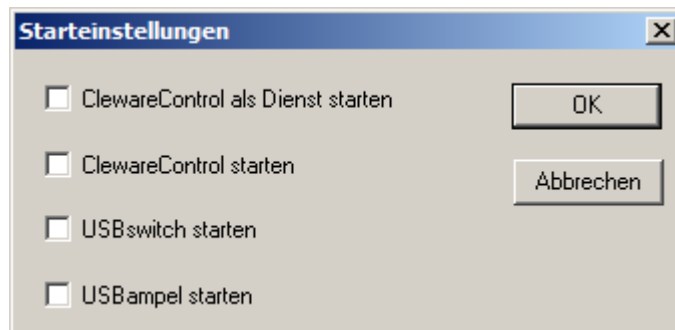 Starteinstellungen
ClewareControl als Dienst starten
OK
ClewareControl starten
Abbrechen
USBswitch starten
USBampel starten